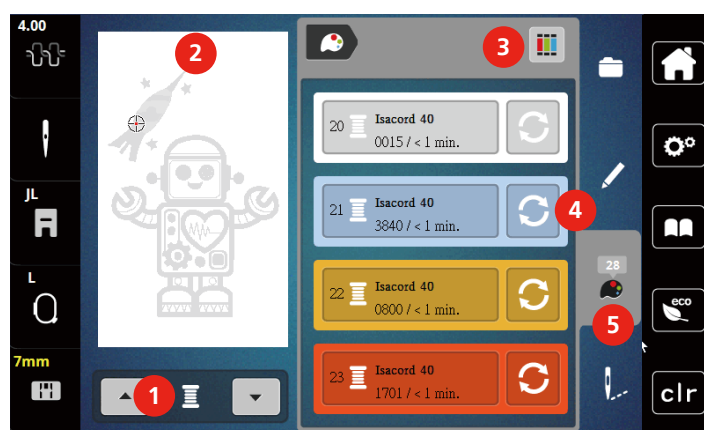 4.00
2
3
20
Isacord 40
0015 / < 1 min.
JL
21
Isacord 40
3840 / < 1 min.
4
28
L
22
Isacord 40
0800 / < 1 min.
eco
5
7mm
23
Isacord 40
1701 / < 1 min.
1
clr